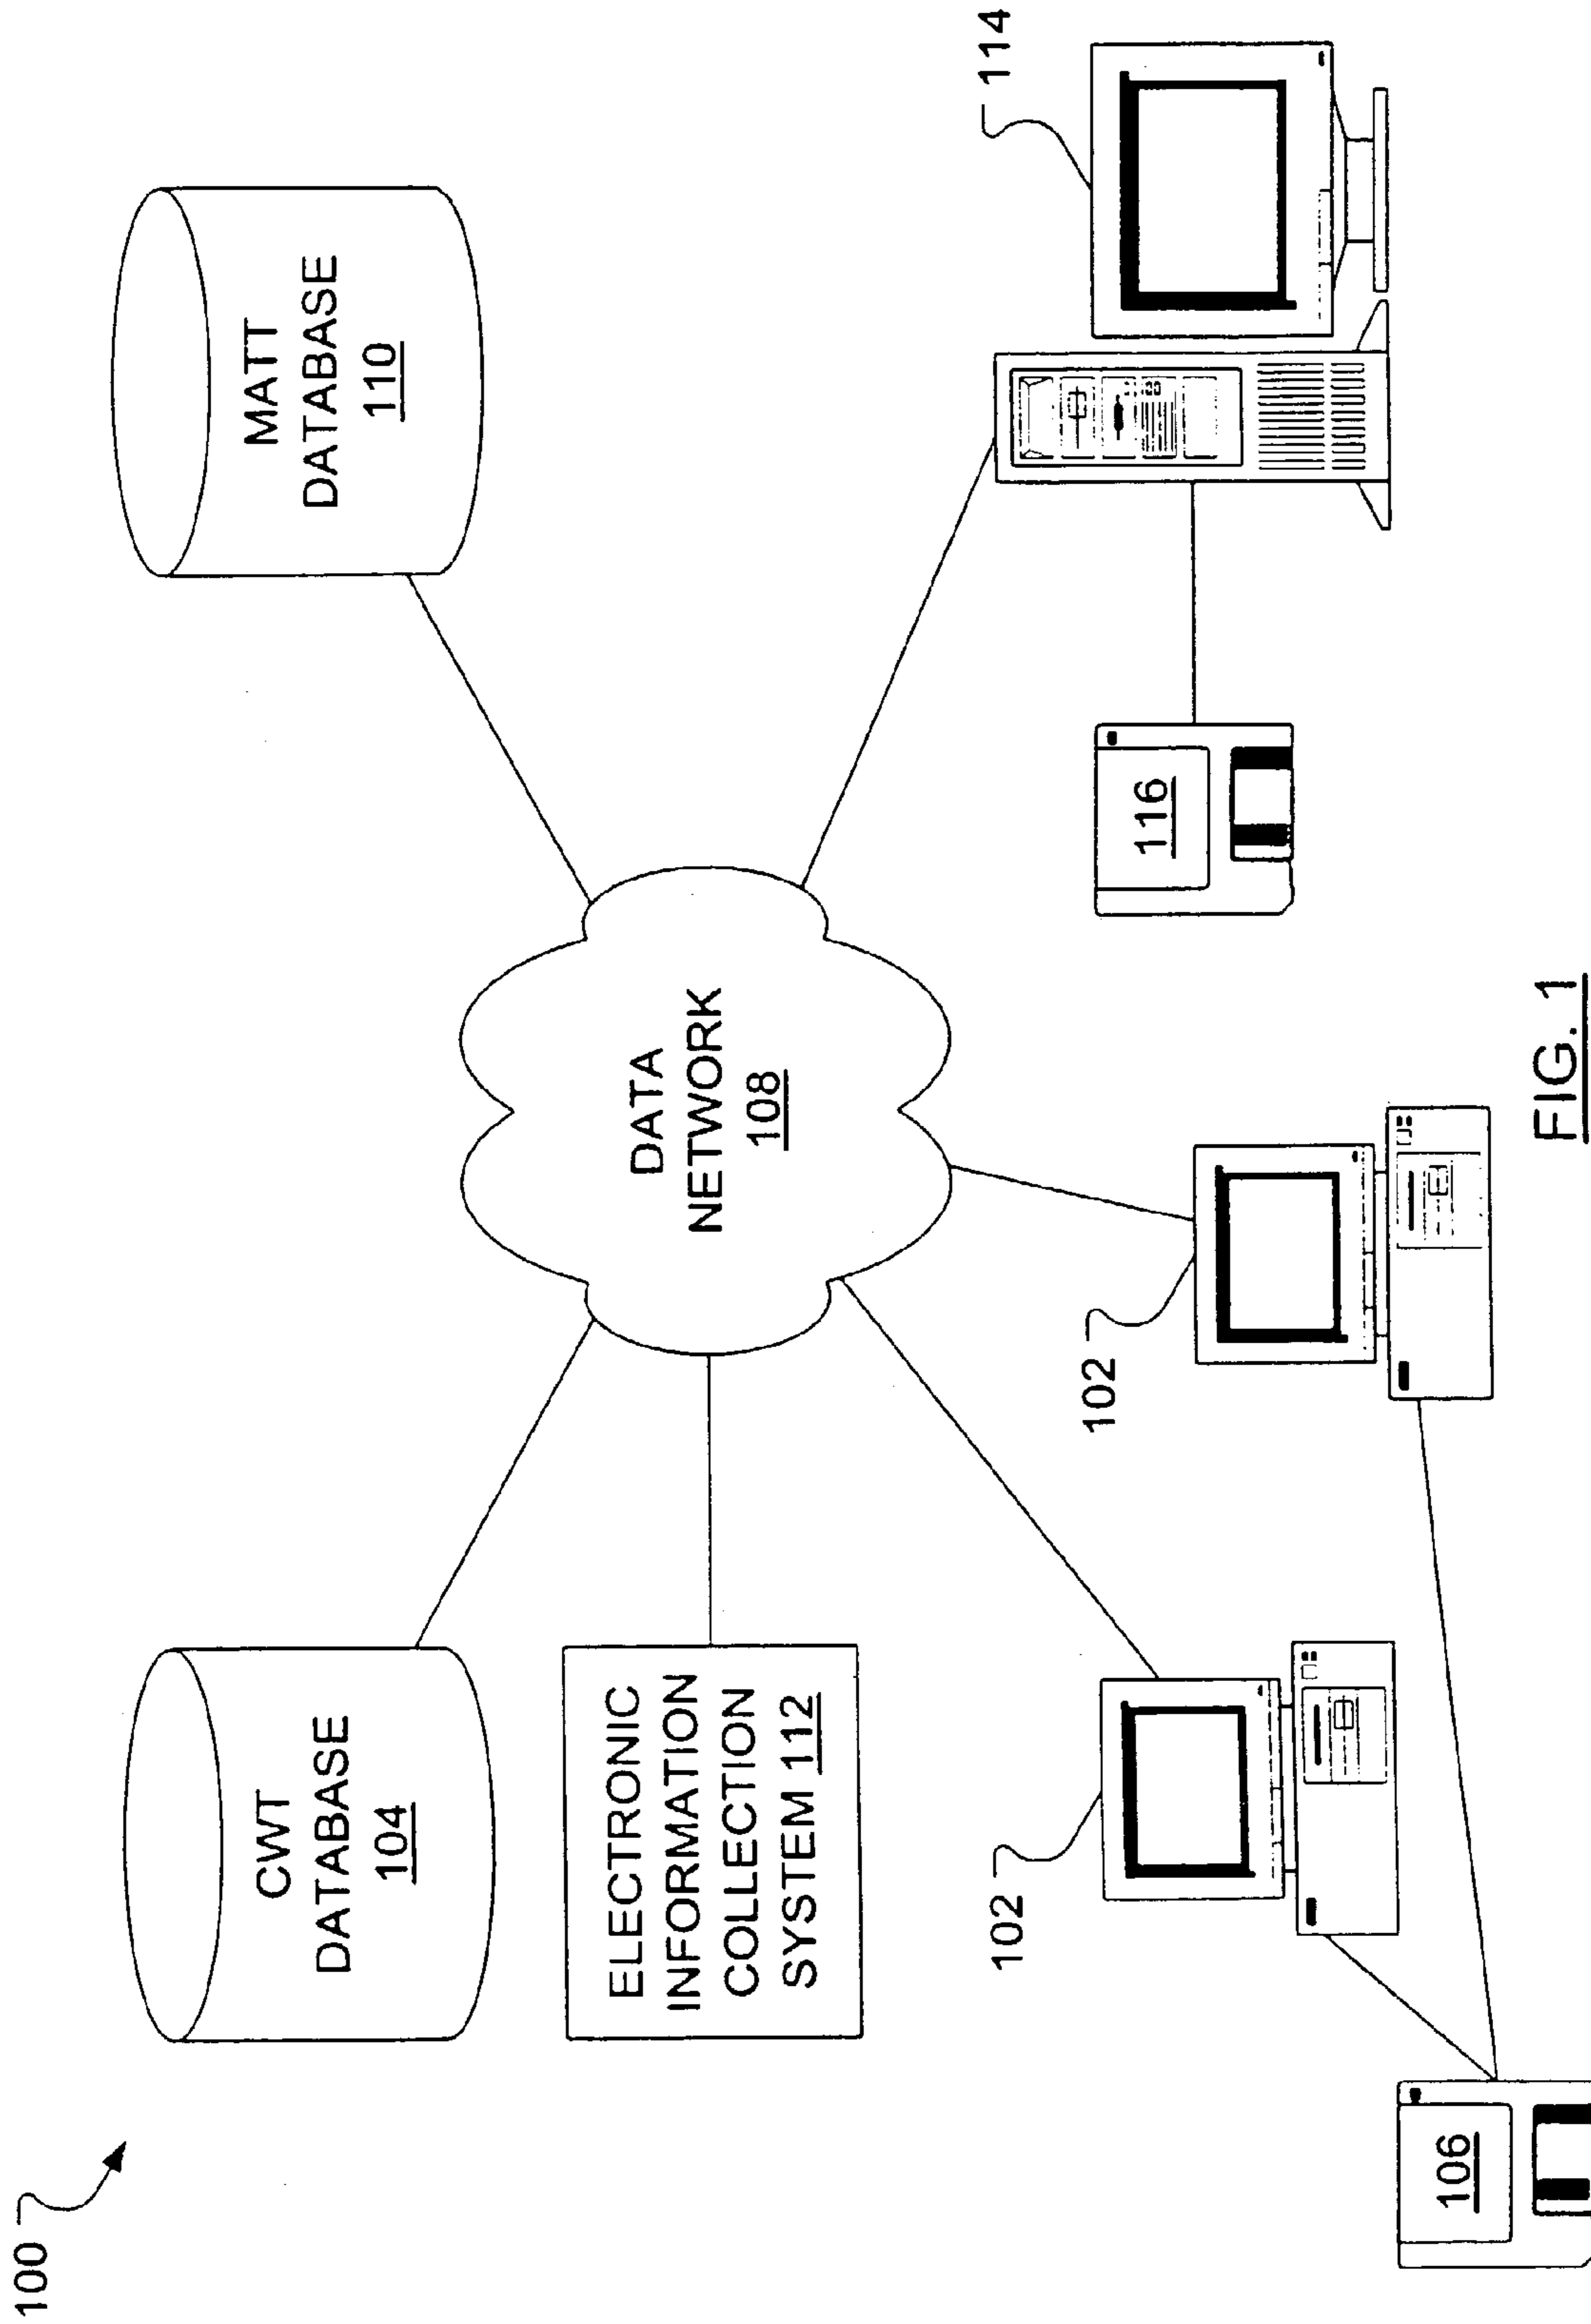 100
CWT
DATABASE
104
MATT
DATABASE
110
ELECTRONIC
INFORMATION
COLLECTION
SYSTEM 112
DATA
NETWORK
108
102
102
106
116
114
FIG. 1